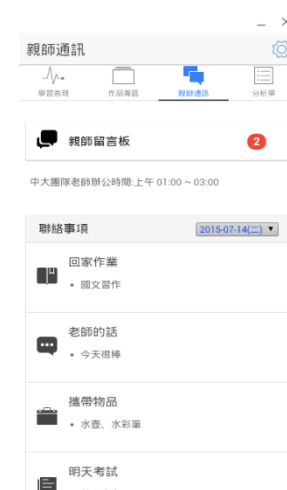 親師通訊
學習表現
作品專區
親師通訊
分析單
親師留言板
2
中大團隊老師辦公時間:上午 01:00 ~ 03:00
聯絡事項
2015-07-14(二)
回家作業
• 國文習作
老師的話
• 今天很棒
攜帶物品
• 水壺、水彩筆
明天考試